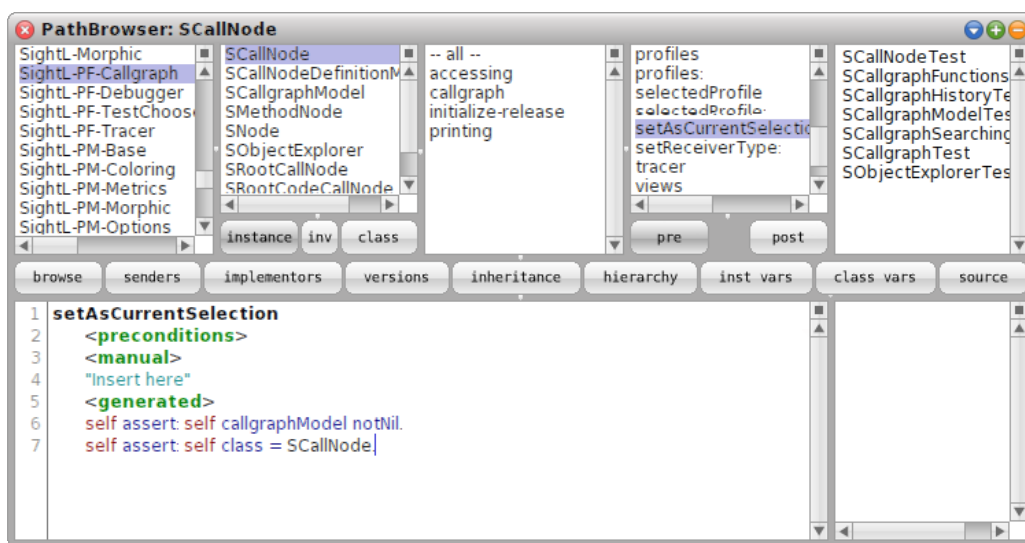 PathBrowser: SCallNode
SightL-Morphic
SightL-PF-Callgraph
SightL-PF-Debugger
SightL-PF-TestChoos
SightL-PF-Tracer
SightL-PM-Base
SightL-PM-Coloring
SightL-PM-Metrics
SightL-PM-Morphic
SightL-PM-Options
SCallNode
SCallNodeDefinitionM
SCallgraphModel
SMethodNode
SNode
SObjectExplorer
SRootCallNode
SRootCodeCallNode
instance inv class
-- all --
accessing
callgraph
initialize-release
printing
profiles
profiles:
selectedProfile
selectedProfile:
setAsCurrentSelectio
setReceiverType:
tracer
views
pre post
SCallNodeTest
SCallgraphFunctions
SCallgraphHistoryTe
SCallgraphModelTes
SCallgraphSearching
SCallgraphTest
SObjectExplorerTes
browse senders implementors versions inheritance hierarchy inst vars class vars source
1 setAsCurrentSelection
2 <preconditions>
3 <manual>
4 "Insert here"
5 <generated>
6 self assert: self callgraphModel notNil.
7 self assert: self class = SCallNode.